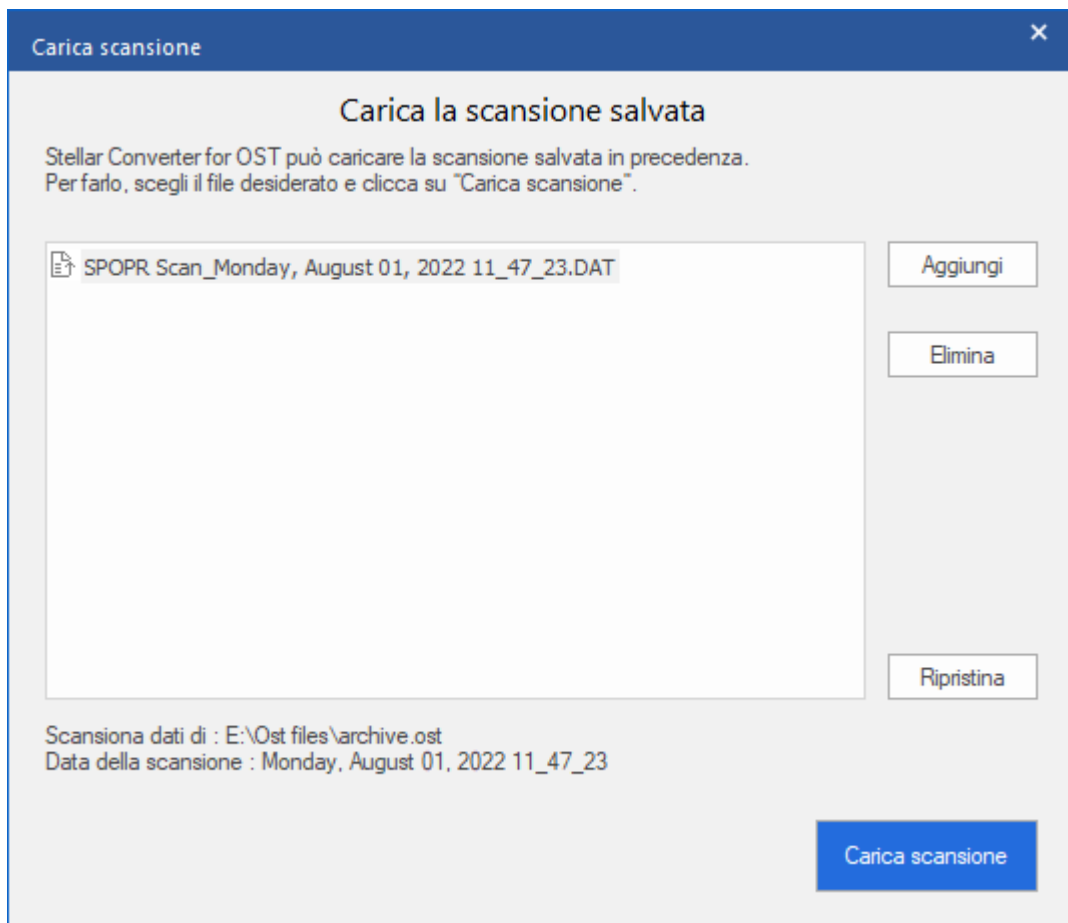 Carica scansione
Carica la scansione salvata
Stellar Converter for OST può caricare la scansione salvata in precedenza.
Per farlo, scegli il file desiderato e clicca su "Carica scansione".
SPOPR Scan_Monday, August 01, 2022 11_47_23.DAT
Aggiungi
Elimina
Ripristina
Scansiona dati di : E:\Ost files\archive.ost
Data della scansione : Monday, August 01, 2022 11_47_23
Carica scansione